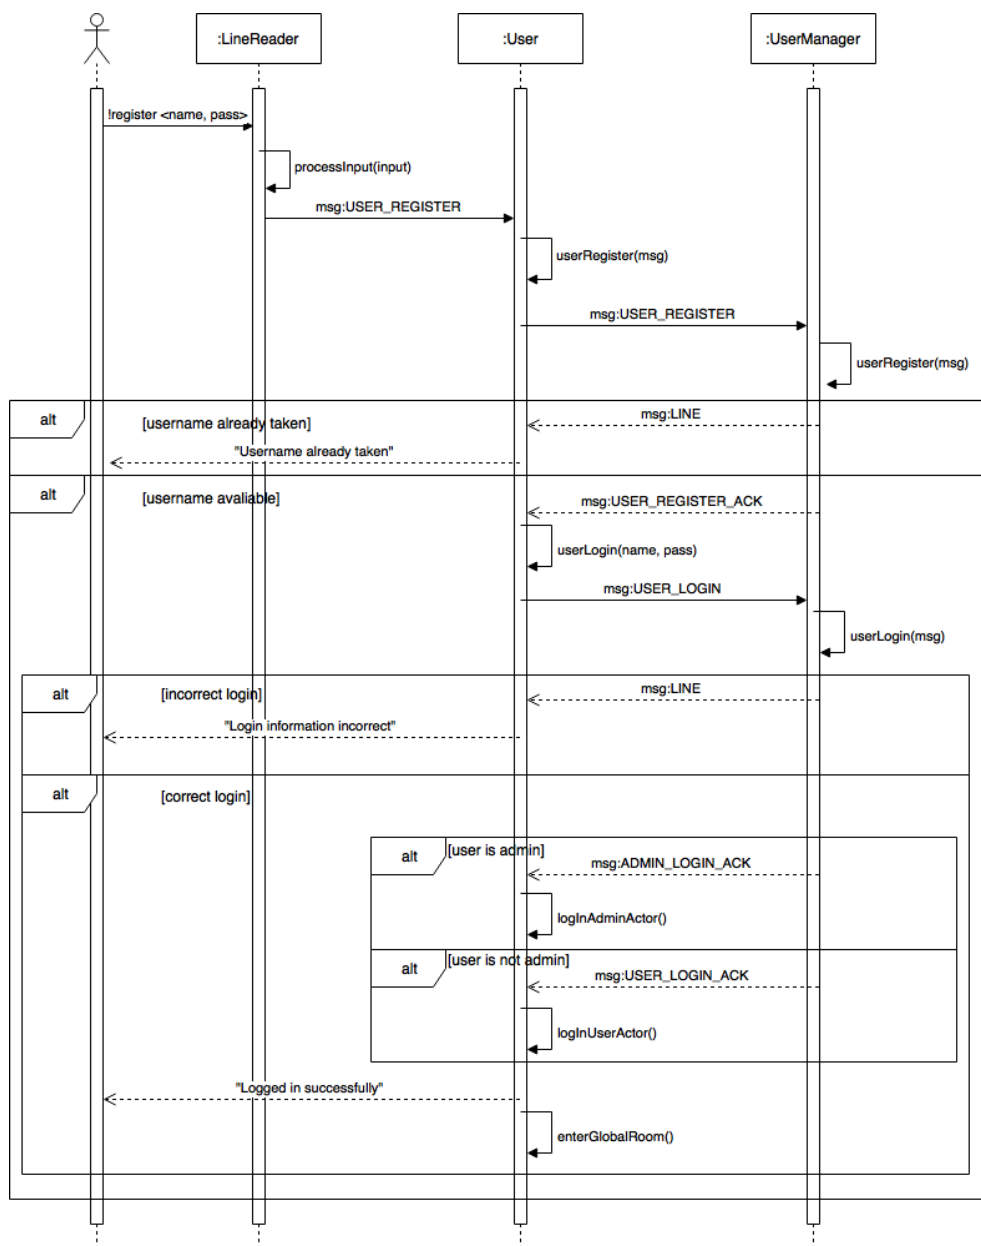 :LineReader
:User
:UserManager
!register <name, pass>
processInput(input)
msg:USER_REGISTER
userRegister(msg)
msg:USER_REGISTER
userRegister(msg)
alt
[username already taken]
msg:LINE
"Username already taken"
alt
[username avaliable]
msg:USER_REGISTER_ACK
userLogin(name, pass)
msg:USER_LOGIN
userLogin(msg)
alt
[incorrect login]
msg:LINE
"Login information incorrect"
alt
[correct login]
alt
[user is admin]
msg:ADMIN_LOGIN_ACK
logInAdminActor()
alt
[user is not admin]
msg:USER_LOGIN_ACK
logInUserActor()
"Logged in successfully"
enterGlobalRoom()